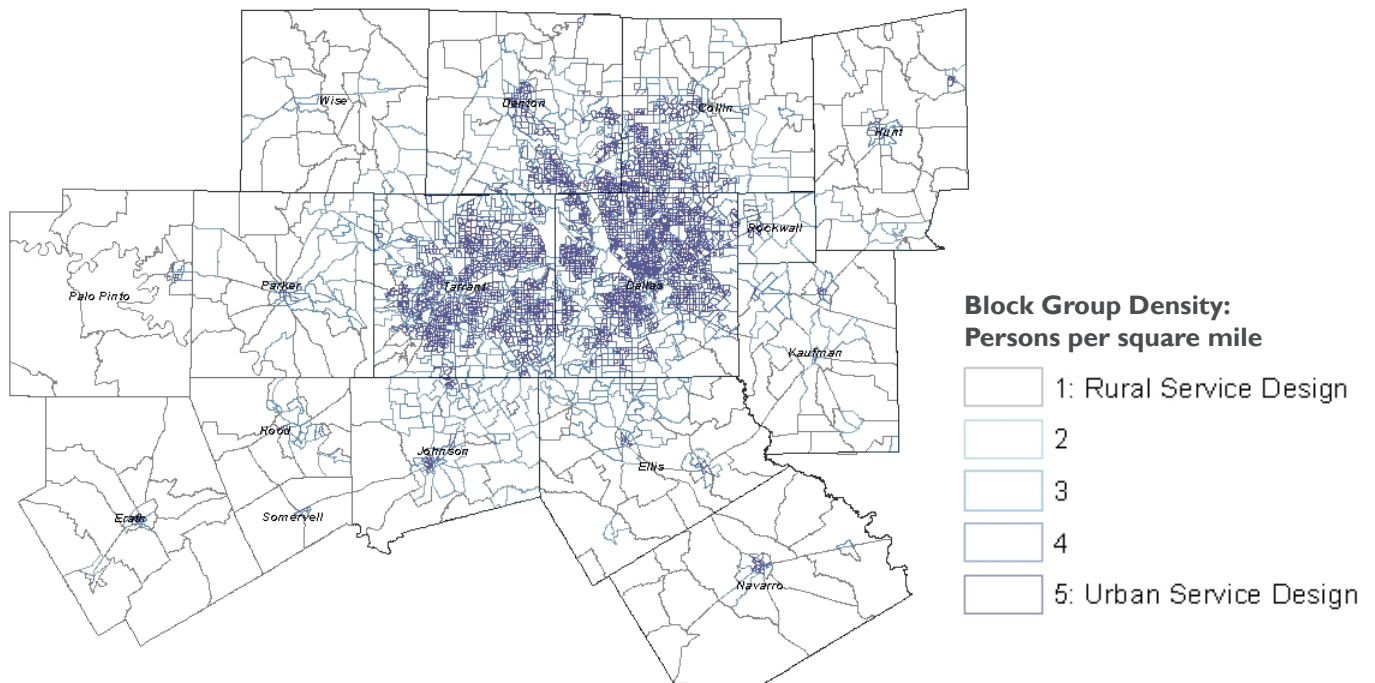 Wise
Denton
Collin
Hunt
Palo Pinto
Parker
Tarrant
Dallas
Rockwall
Kaufman
Hood
Johnson
Ellis
Erath
Somervell
Navarro
Block Group Density:
Persons per square mile
1: Rural Service Design
2
3
4
5: Urban Service Design